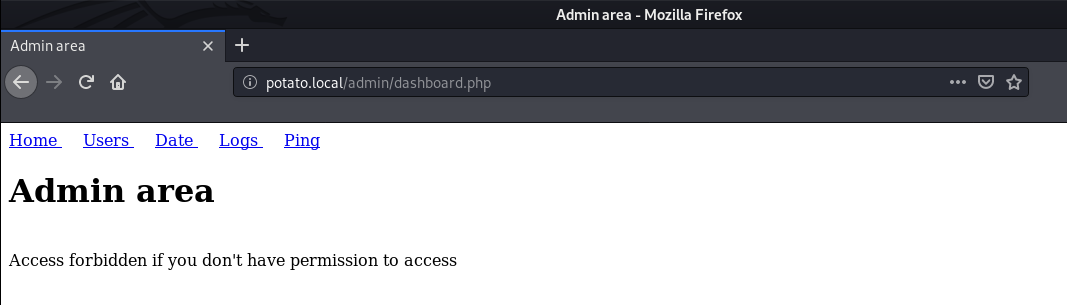 Admin area - Mozilla Firefox
Admin area
potato.local/admin/dashboard.php
Home Users Date Logs Ping
Admin area
Access forbidden if you don't have permission to access